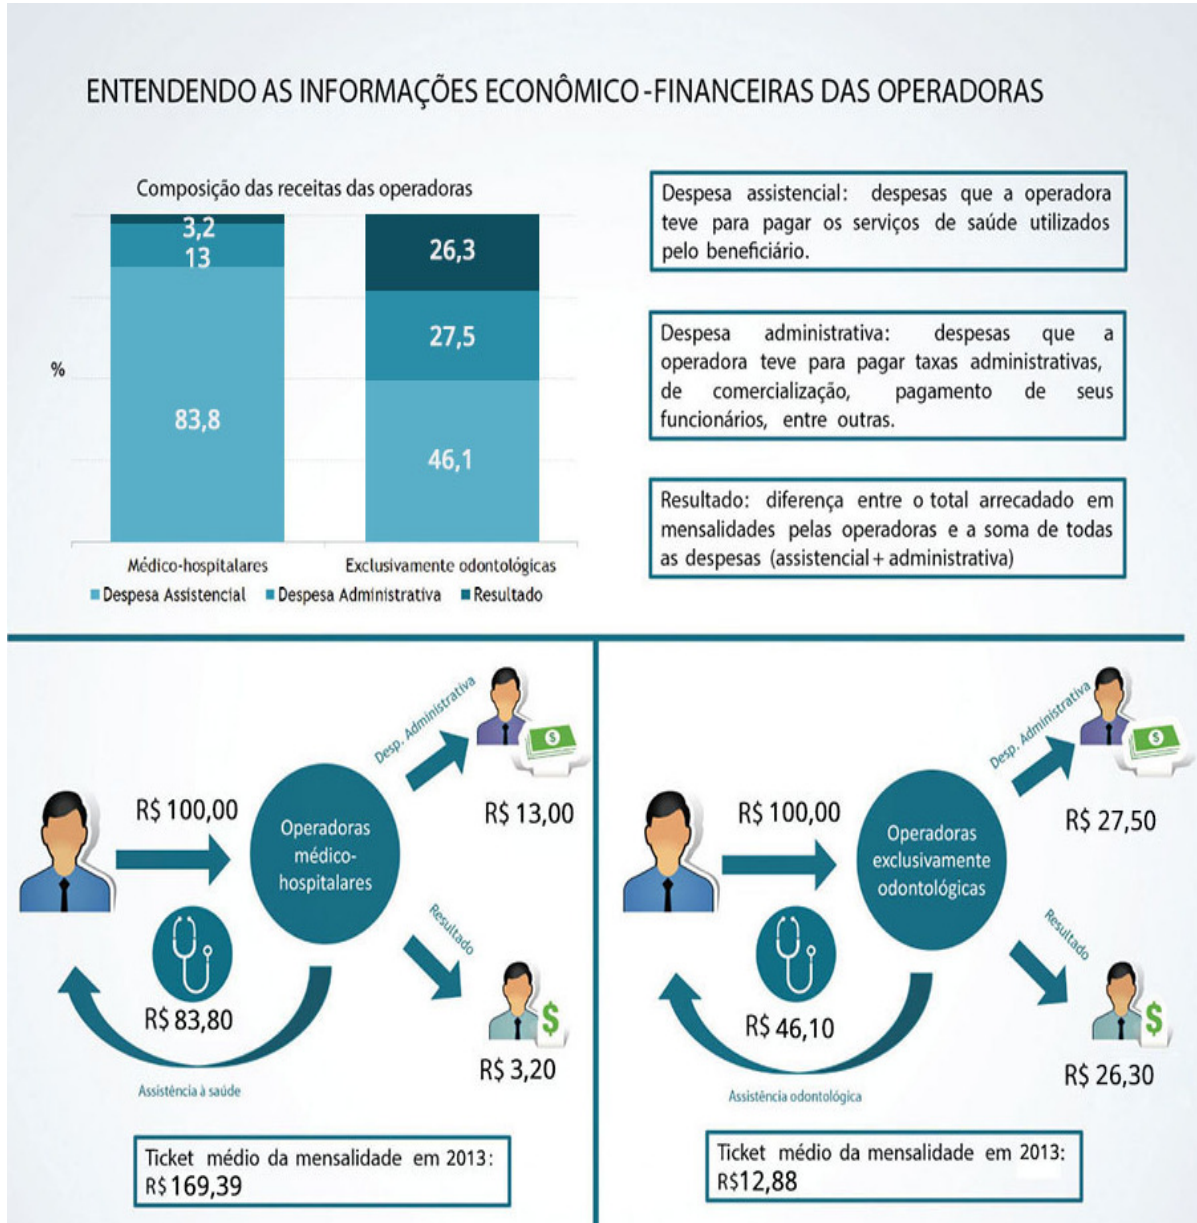 ENTENDENDO AS INFORMAÇÕES ECONÔMICO-FINANCEIRAS DAS OPERADORAS
Composição das receitas das operadoras
3,2
13
83,8
26,3
27,5
46,1
%
Médico-hospitalares
Exclusivamente odontológicas
Despesa Assistencial
Despesa Administrativa
Resultado
Despesa assistencial: despesas que a operadora
teve para pagar os serviços de saúde utilizados
pelo beneficiário.
Despesa administrativa: despesas que a
operadora teve para pagar taxas administrativas,
de comercialização, pagamento de seus
funcionários, entre outras.
Resultado: diferença entre o total arrecadado em
mensalidades pelas operadoras e a soma de todas
as despesas (assistencial + administrativa)
Desp. Administrativa
R$ 100,00
Operadoras
médico-
hospitalares
R$ 13,00
Resultado
R$ 83,80
R$ 3,20
$
Assistência à saúde
Ticket médio da mensalidade em 2013:
R$ 169,39
Desp. Administrativa
R$ 100,00
Operadoras
exclusivamente
odontológicas
R$ 27,50
Resultado
R$ 46,10
R$ 26,30
$
Assistência odontológica
Ticket médio da mensalidade em 2013:
R$12,88